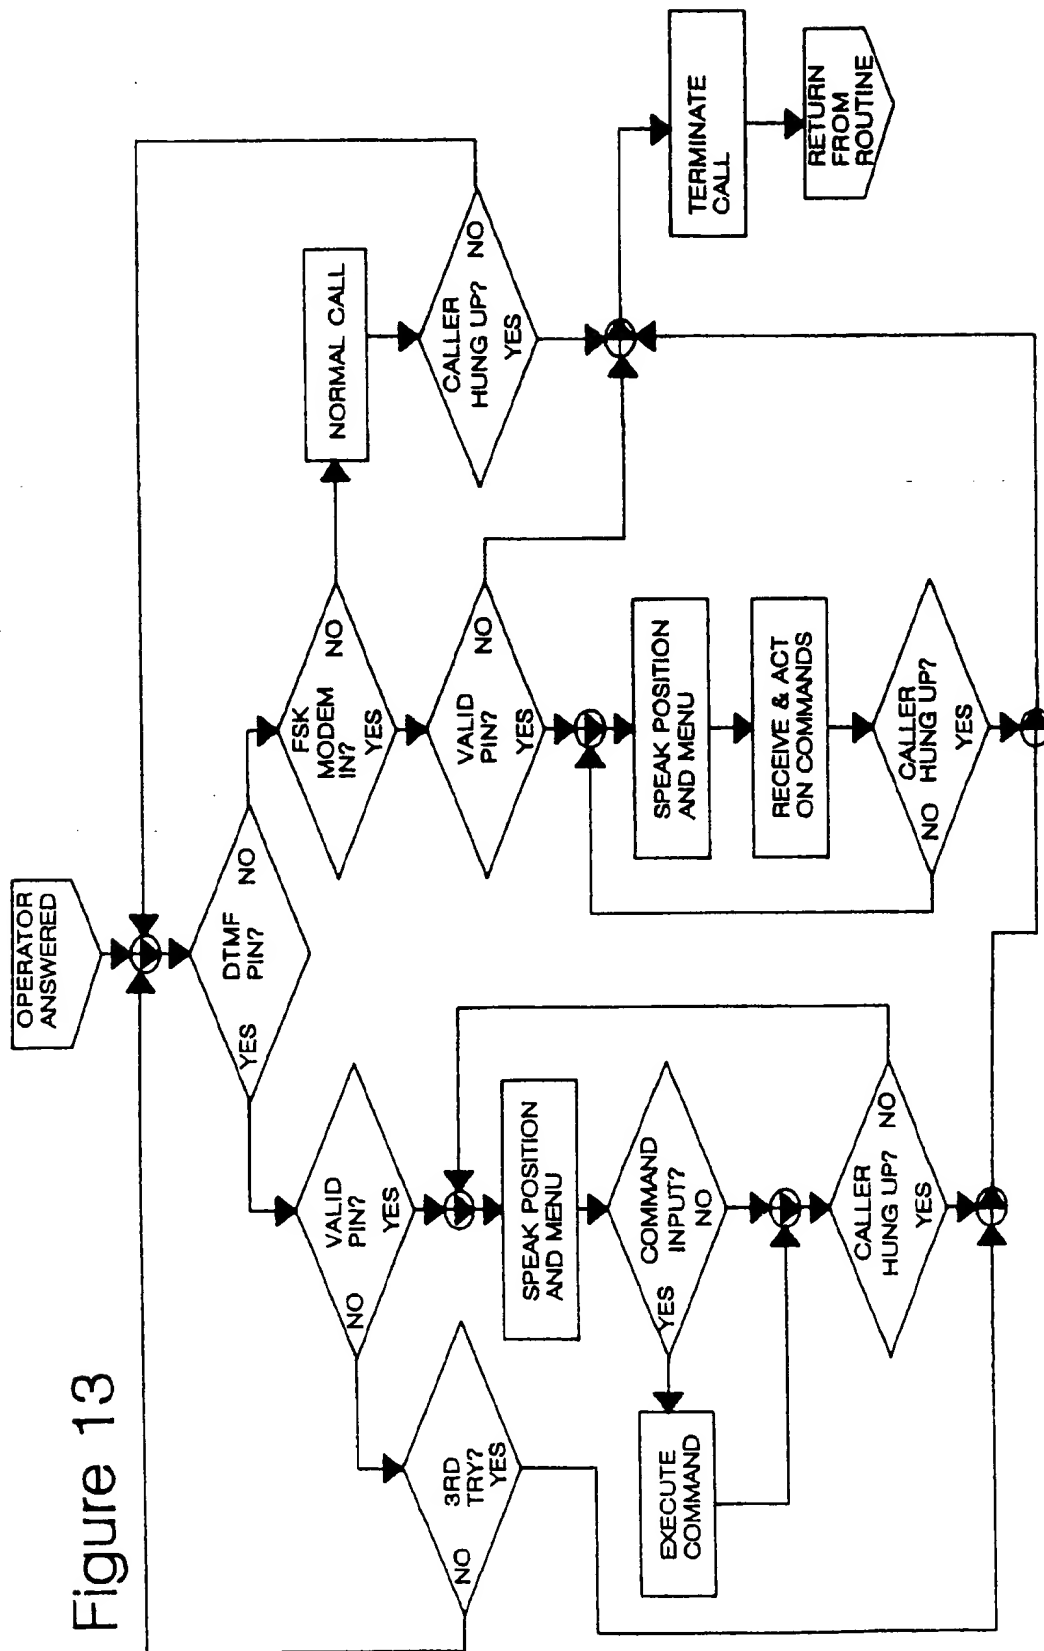 Figure 13
OPERATOR
ANSWERED
DTMF
PIN?
YES
NO
VALID
PIN?
NO
YES
3RD
TRY?
NO
YES
SPEAK POSITION
AND MENU
COMMAND
INPUT?
YES
NO
EXECUTE
COMMAND
CALLER
HUNG UP?
NO
YES
FSK
MODEM
IN?
NO
YES
VALID
PIN?
NO
YES
SPEAK POSITION
AND MENU
RECEIVE & ACT
ON COMMANDS
CALLER
HUNG UP?
NO
YES
NORMAL CALL
CALLER
HUNG UP?
NO
YES
TERMINATE
CALL
RETURN
FROM
ROUTINE